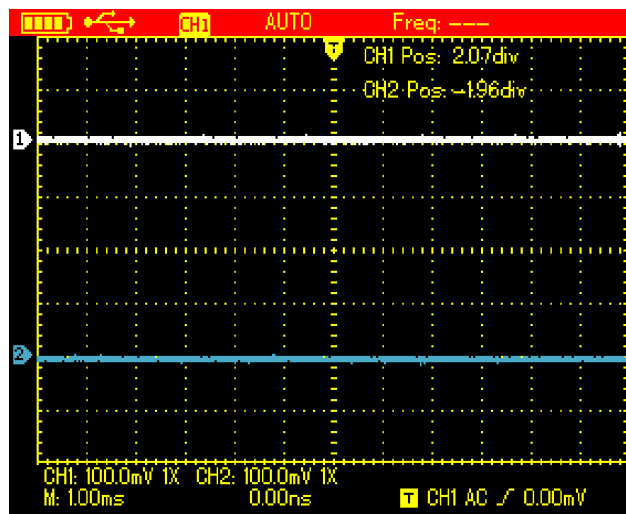 CH1 AUTO Freq: ---
T
CH1 Pos: 2.07div
CH2 Pos: -1.96div
1
2
CH1: 100.0mV 1X CH2: 100.0mV 1X
M: 1.00ms 0.00ns T CH1 AC 0.00mV